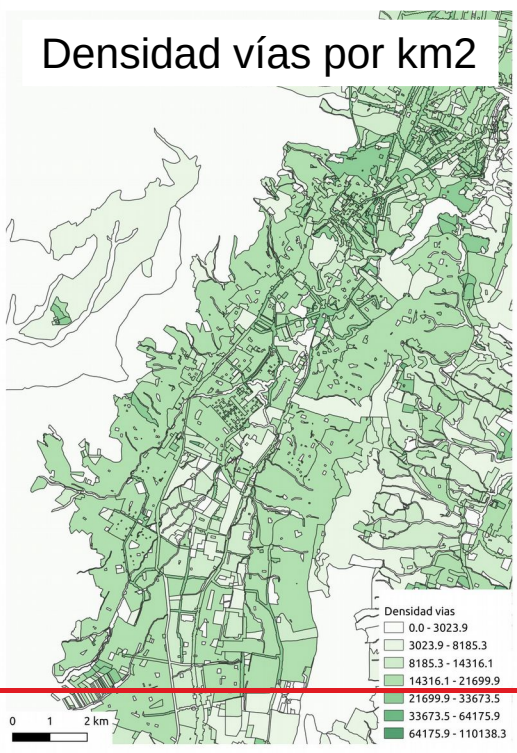 Densidad vías por km2
Densidad vias
0.0 - 3023.9
3023.9 - 8185.3
8185.3 - 14316.1
14316.1 - 21699.9
21699.9 - 33673.5
33673.5 - 64175.9
64175.9 - 110138.3
0 1 2 km